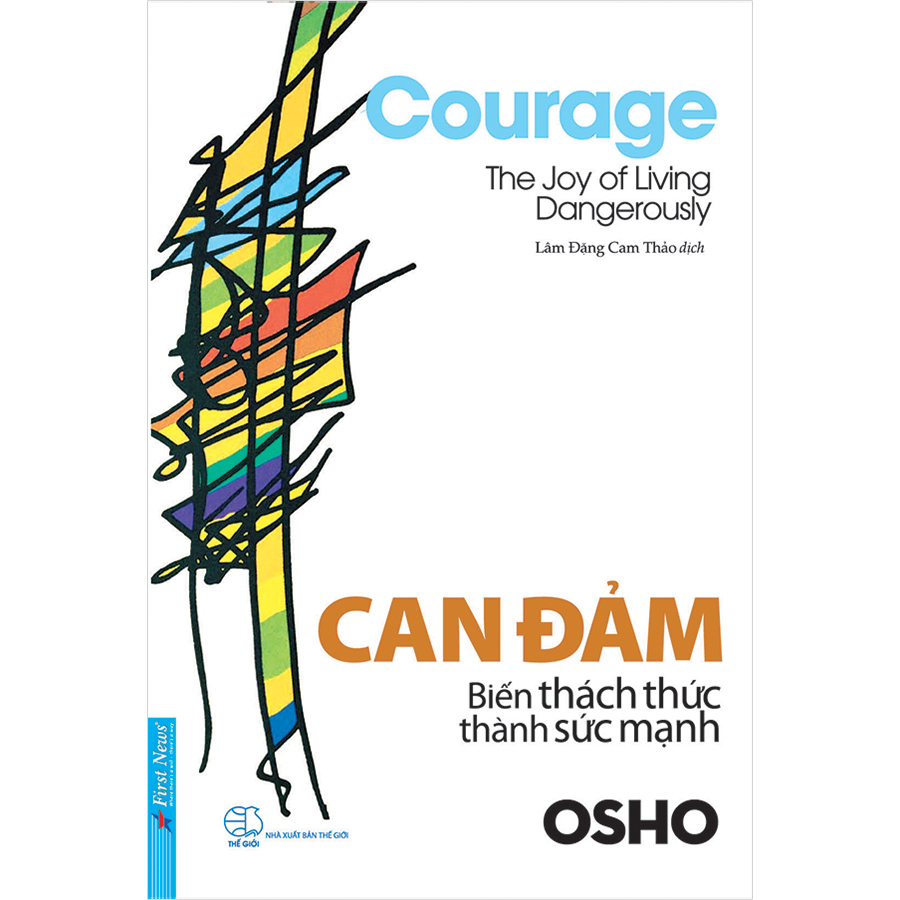 Courage
The Joy of Living
Dangerously
Lâm Đặng Cam Thảo dịch
CAN ĐẢM
Biến thách thức
thành sức mạnh
OSHO
First News®
THẾ GIỚI
NHÀ XUẤT BẢN THẾ GIỚI